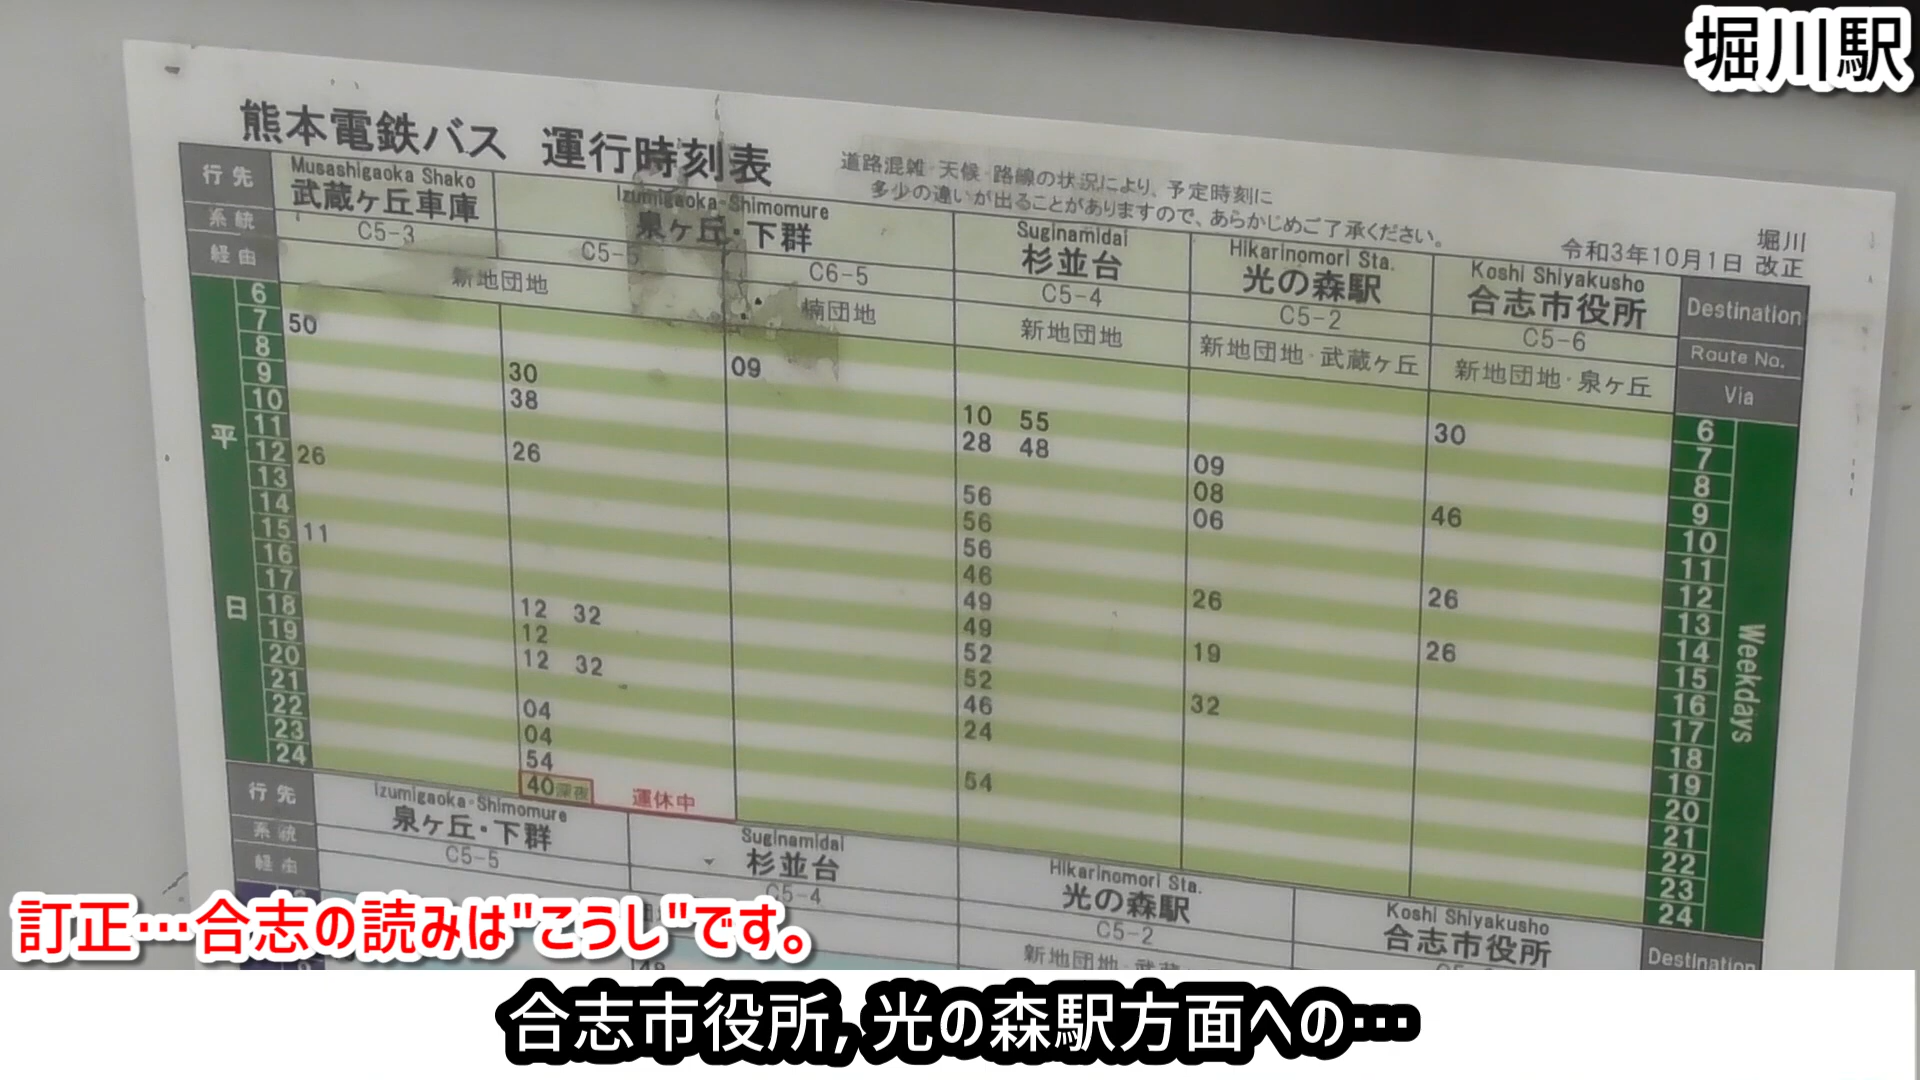 堀川駅
熊本電鉄バス 運行時刻表
道路混雑・天候・路線の状況により、予定時刻に
多少の違いが出ることがありますので、あらかじめご了承ください。
堀川
令和3年10月1日 改正
行先 Musashigaoka Shako 武蔵ヶ丘車庫 Izumigaoka・Shimomure 泉ヶ丘・下群 Suginamidai 杉並台 Hikarinomori Sta. 光の森駅 Koshi Shiyakusho 合志市役所 Destination
系統 C5-3 C5-5 C6-5 C5-4 C5-2 C5-6 Route No.
経由 新地団地 楠団地 新地団地 新地団地・武蔵ヶ丘 新地団地・泉ヶ丘 Via
平日 Weekdays
6 30 6
7 50 10 55 7
8 28 48 09 8
9 30 09 08 46 9
10 38 56 06 10
11 56 11
12 26 26 56 26 26 12
13 46 13
14 49 19 26 14
15 11 49 15
16 52 32 16
17 52 17
18 12 32 46 18
19 12 24 19
20 12 32 20
21 54 21
22 04 22
23 04 23
24 54 24
40 深夜 運休中
行先 Izumigaoka・Shimomure 泉ヶ丘・下群 Suginamidai 杉並台 Hikarinomori Sta. 光の森駅 Koshi Shiyakusho 合志市役所 Destination
系統 C5-5 C5-4 C5-2
経由
訂正…合志の読みは"こうし"です。
合志市役所, 光の森駅方面への…